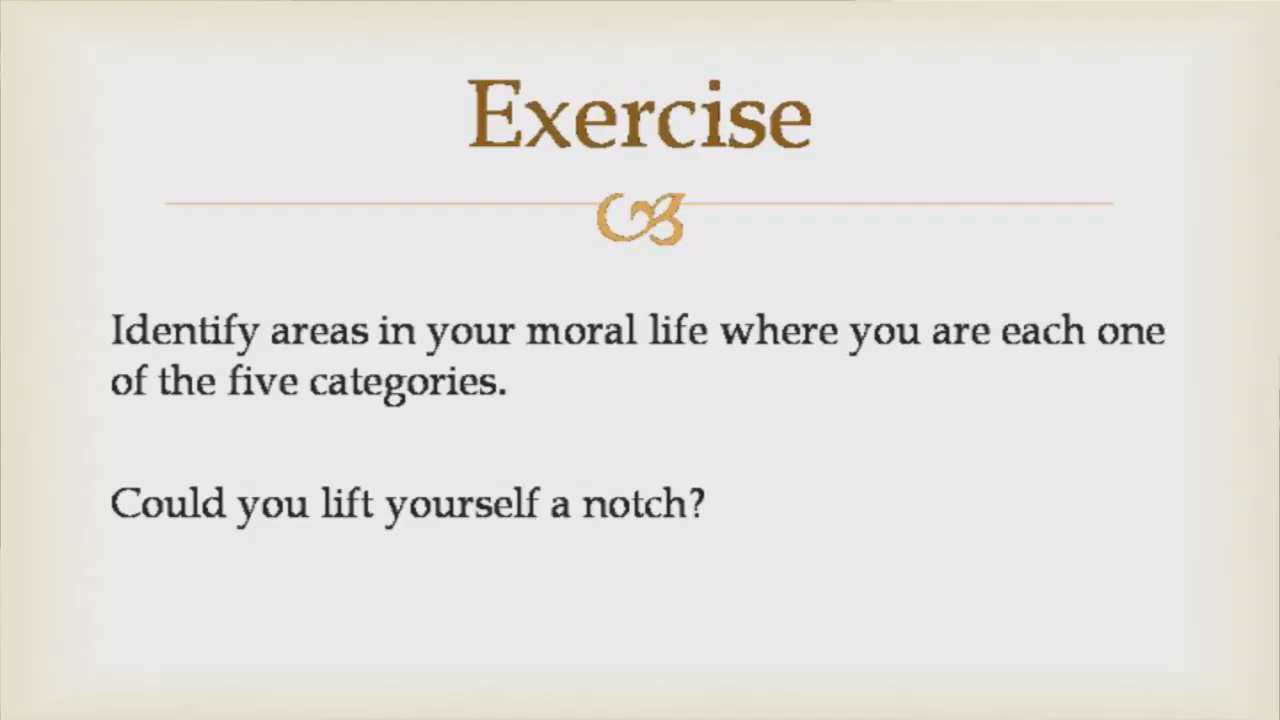 Exercise
Identify areas in your moral life where you are each one
of the five categories.
Could you lift yourself a notch?